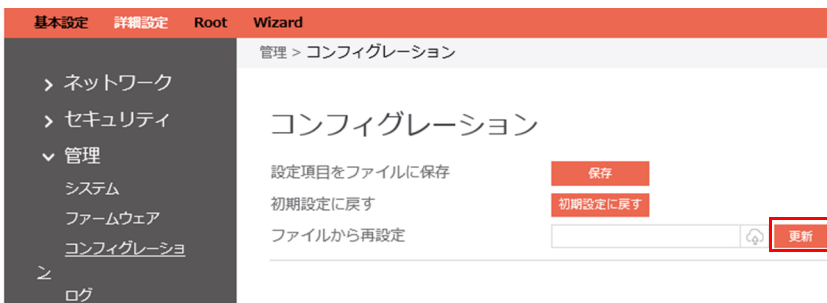 基本設定 詳細設定 Root Wizard
管理 > コンフィグレーション
ネットワーク
セキュリティ
管理
システム
ファームウェア
コンフィグレーショ
ン
ログ
コンフィグレーション
設定項目をファイルに保存 保存
初期設定に戻す 初期設定に戻す
ファイルから再設定 更新